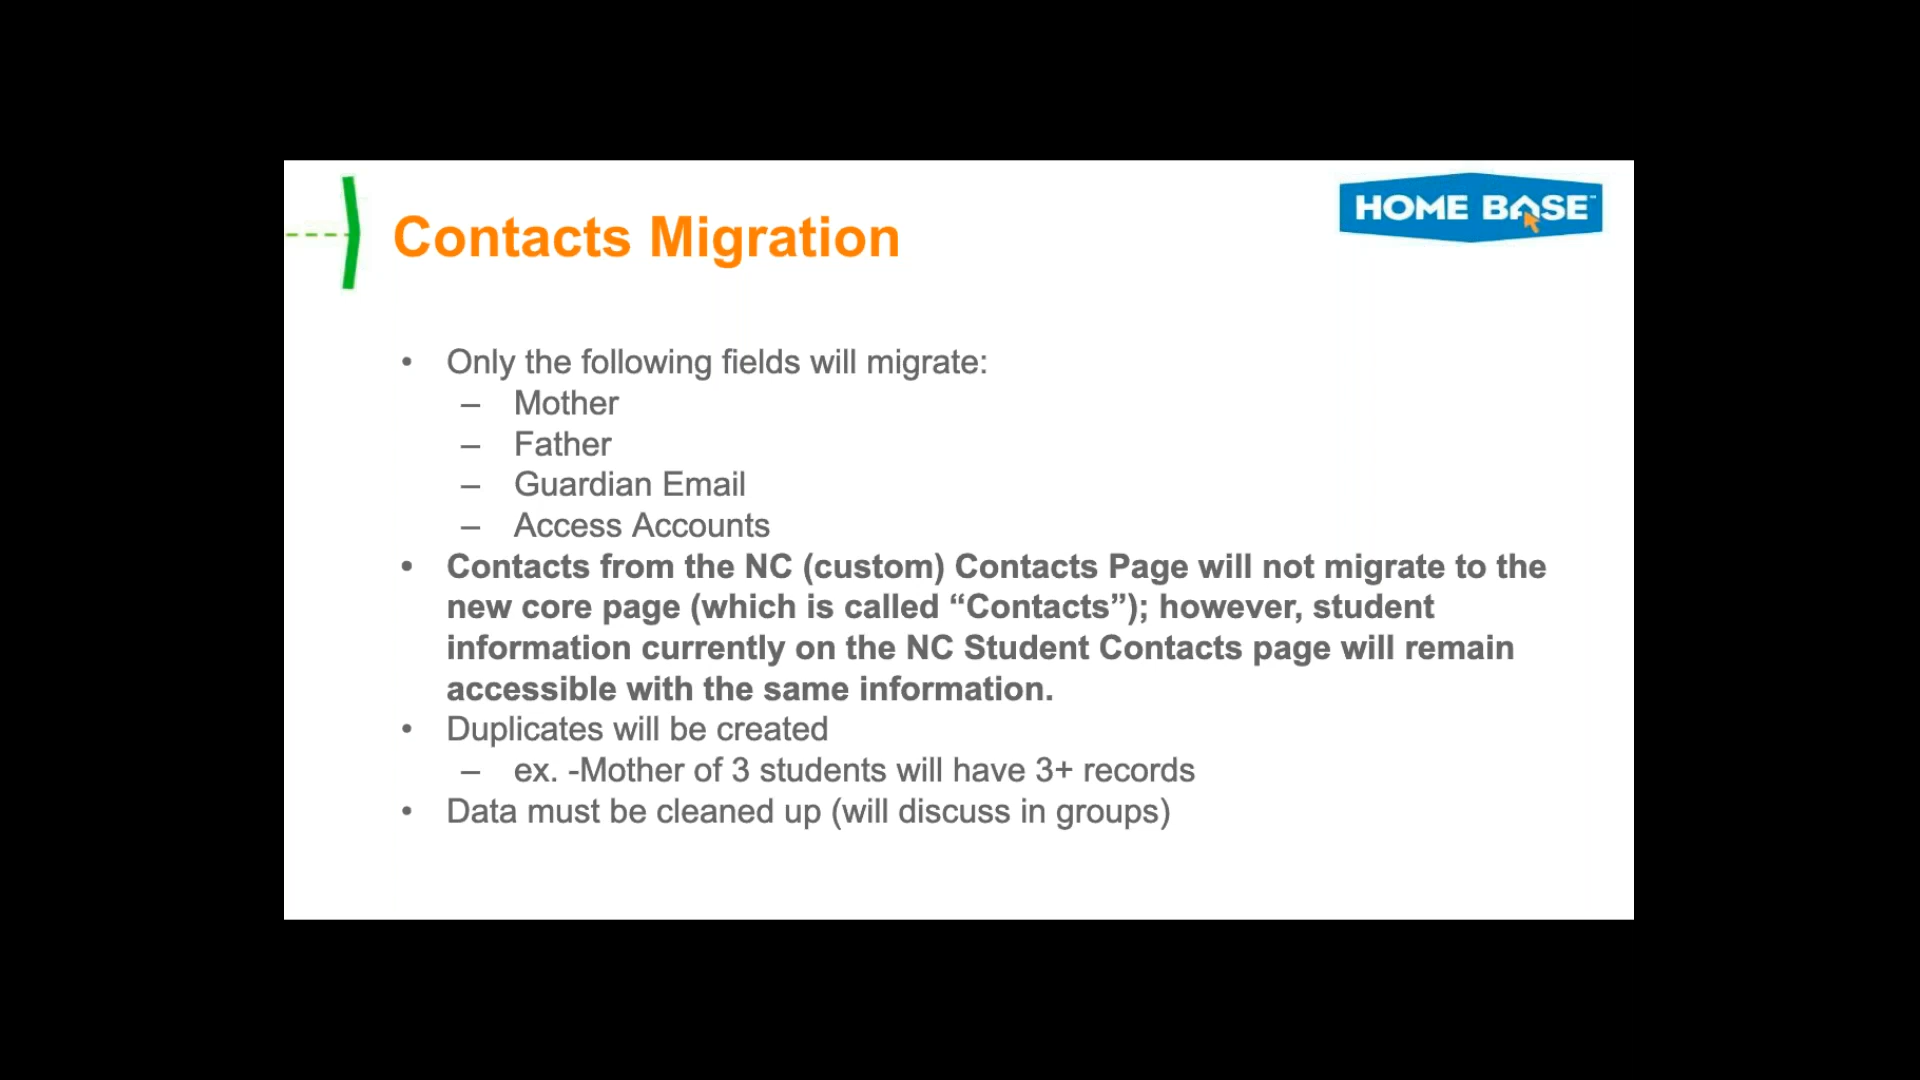 HOME BASE™
Contacts Migration
• Only the following fields will migrate:
– Mother
– Father
– Guardian Email
– Access Accounts
• Contacts from the NC (custom) Contacts Page will not migrate to the
new core page (which is called “Contacts”); however, student
information currently on the NC Student Contacts page will remain
accessible with the same information.
• Duplicates will be created
– ex. -Mother of 3 students will have 3+ records
• Data must be cleaned up (will discuss in groups)